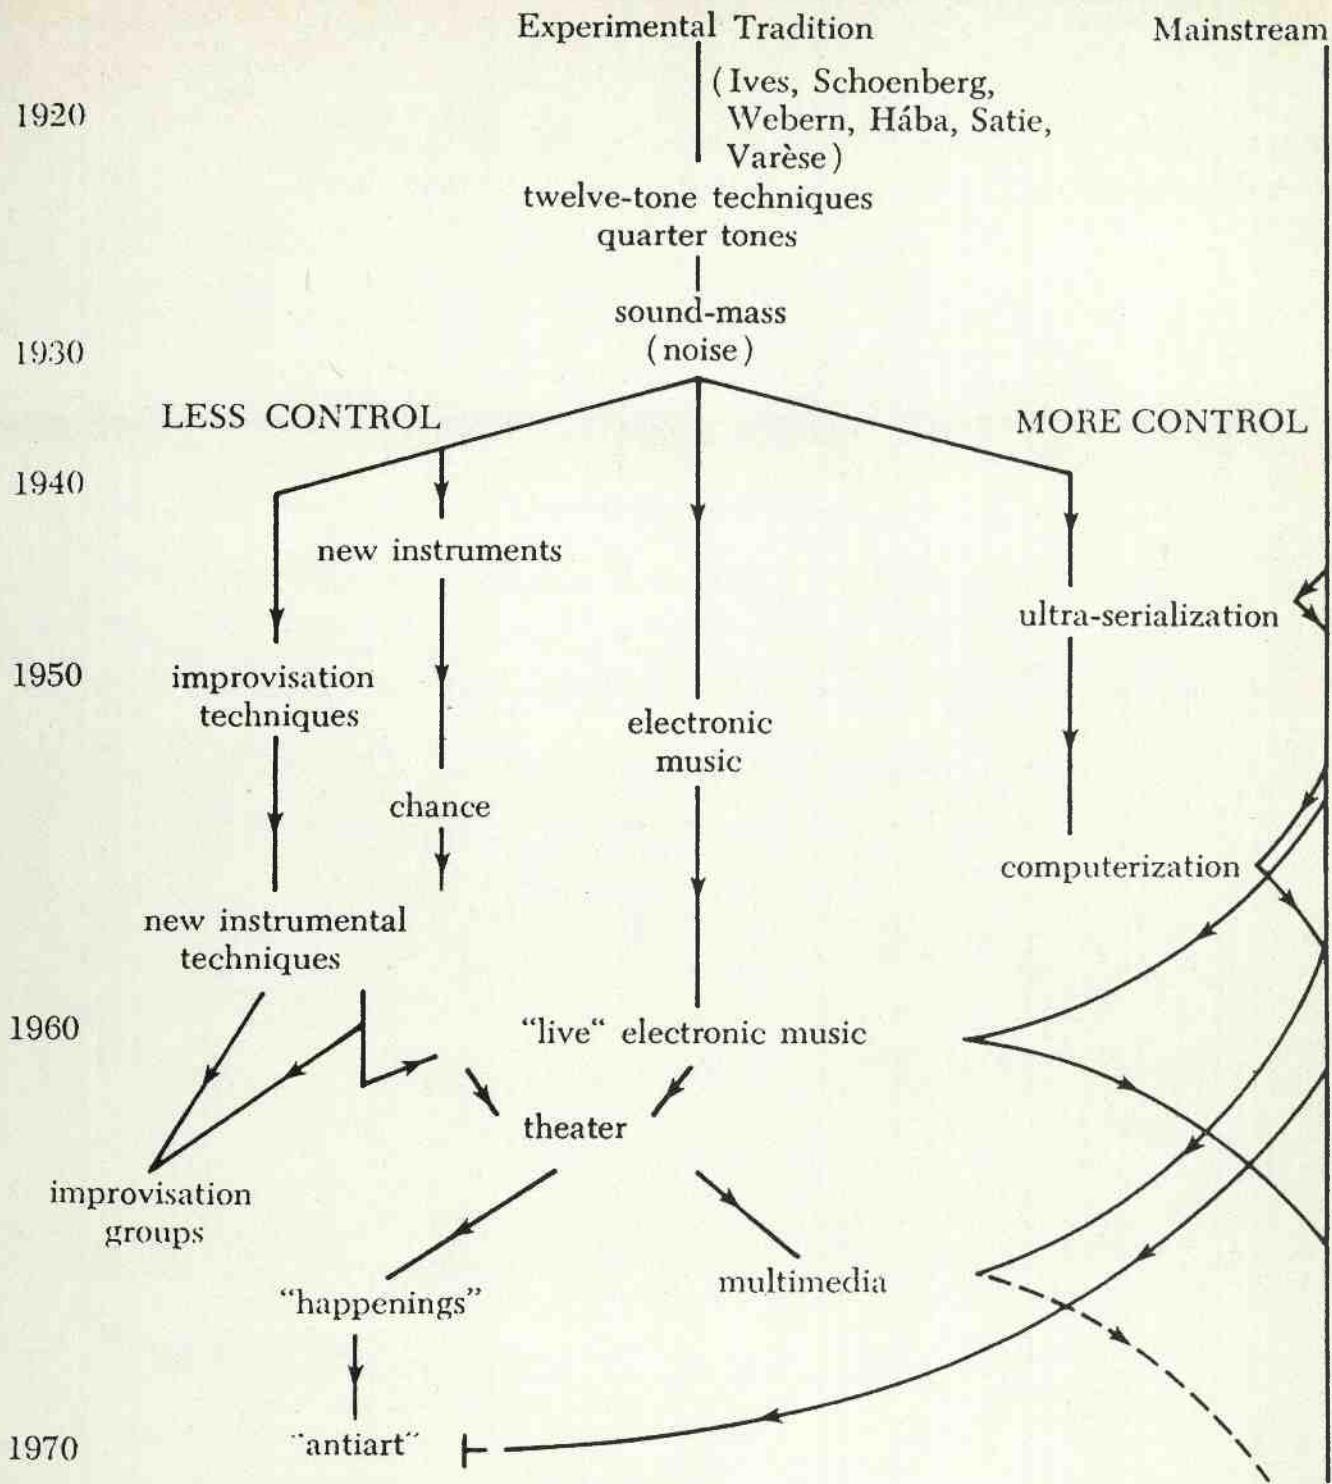 Experimental Tradition
Mainstream
(Ives, Schoenberg,
Webern, Hába, Satie,
Varèse)
1920
twelve-tone techniques
quarter tones
sound-mass
(noise)
1930
LESS CONTROL
MORE CONTROL
1940
new instruments
ultra-serialization
1950
improvisation
techniques
electronic
music
chance
computerization
new instrumental
techniques
1960
“live“ electronic music
theater
improvisation
groups
“happenings”
multimedia
1970
“antiart”